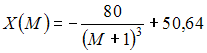 X(M) = − 80/(M+1)³ + 50,64